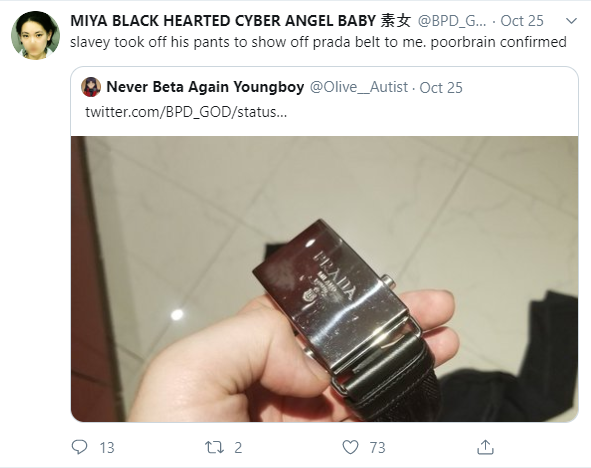 MIYA BLACK HEARTED CYBER ANGEL BABY 素女 @BPD_G... · Oct 25
slavey took off his pants to show off prada belt to me. poorbrain confirmed
Never Beta Again Youngboy @Olive__Autist · Oct 25
twitter.com/BPD_GOD/status...
PRADA
13
2
73